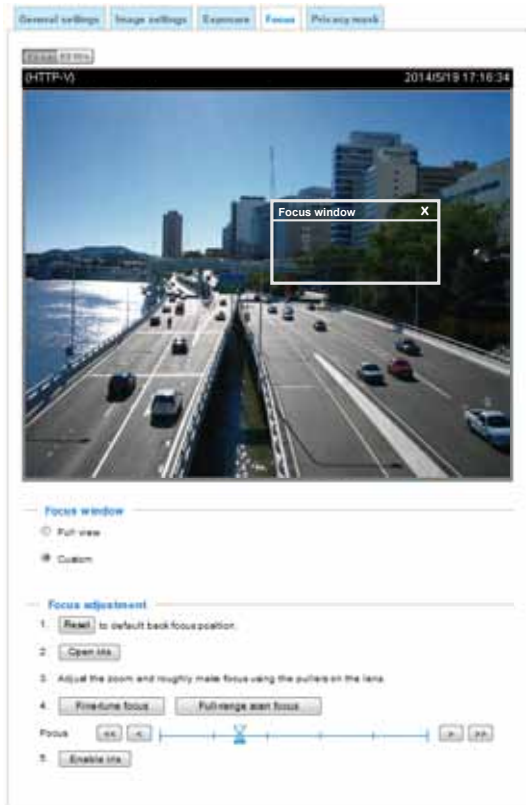 General settings Image settings Exposure Focus Privacy mask
(HTTP-V) 2014/5/19 17:16:34
Focus window X
Focus window
Full view
Custom
Focus adjustment
1. Reset to default back focus position.
2. Open iris
3. Adjust the zoom and roughly make focus using the pullers on the lens.
4. Fine-tune focus Full-range scan focus
Focus << < > >>
5. Enable iris